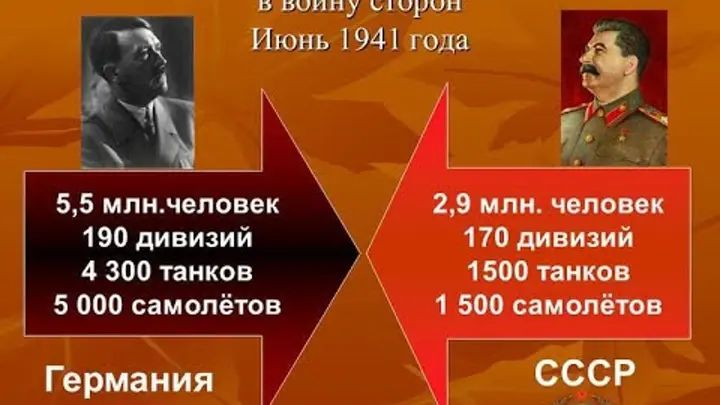 в войну сторон
Июнь 1941 года
5,5 млн.человек
190 дивизий
4 300 танков
5 000 самолётов
Германия
2,9 млн. человек
170 дивизий
1500 танков
1 500 самолётов
СССР